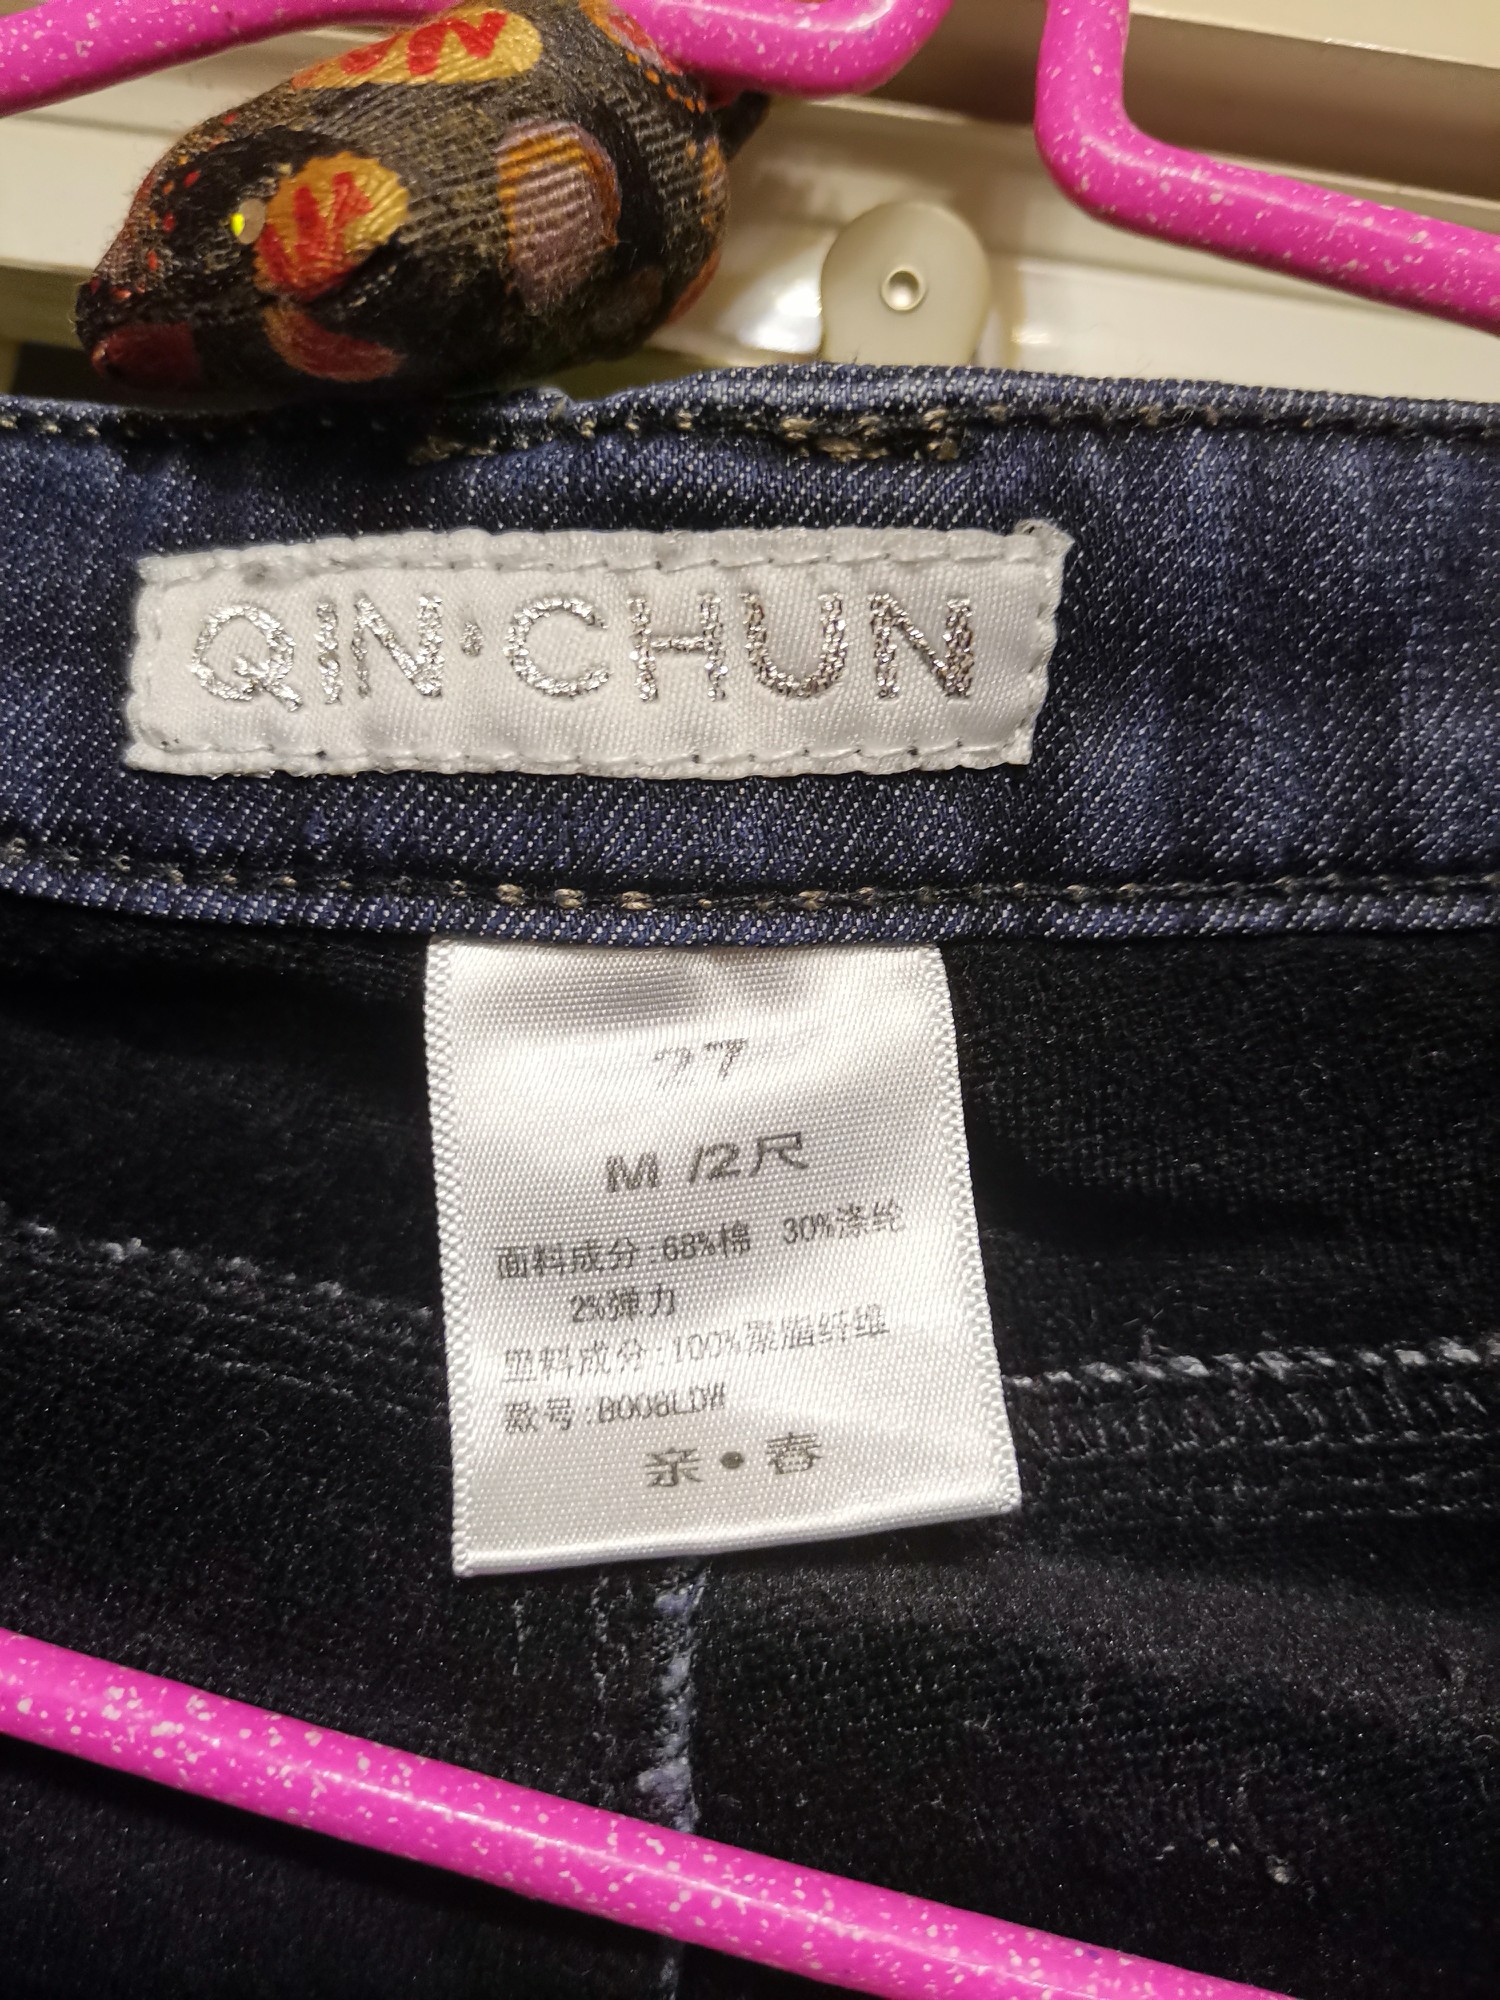 QIN·CHUN
27
M /2尺
面料成分:68%棉 30%涤纶
2%弹力
里料成分:100%聚脂纤维
款号:B008LDW
亲·春